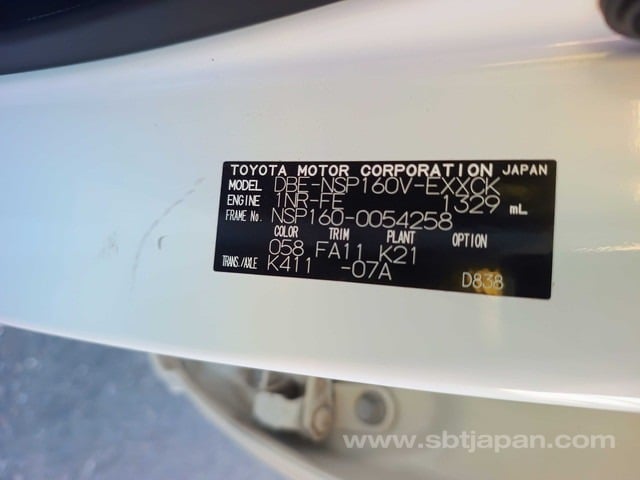 TOYOTA MOTOR CORPORATION JAPAN
MODEL DBE-NSP160V-EXXCK
ENGINE 1NR-FE 1329 mL
FRAME No. NSP160-0054258
COLOR TRIM PLANT OPTION
058 FA11 K21
TRANS./AXLE K411 -07A D838
www.sbtjapan.com